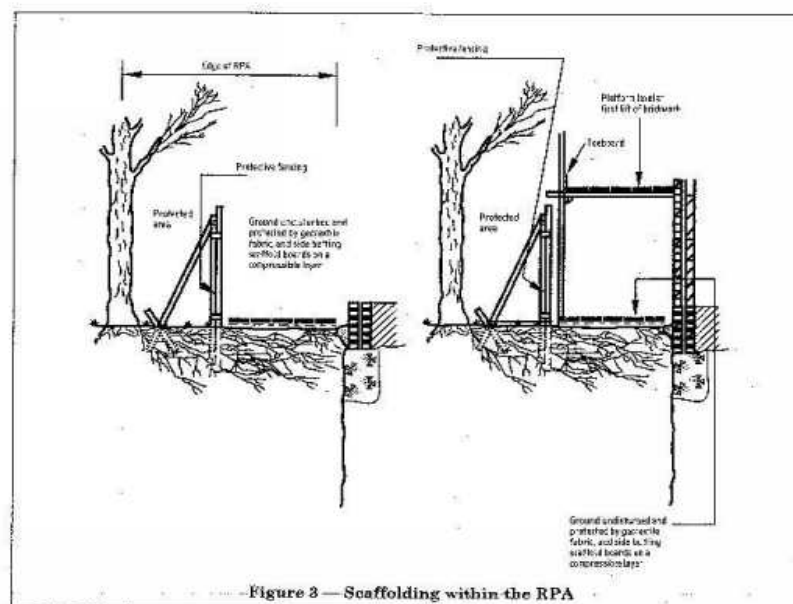 Edge of RPA
Protective fencing
Protected
area
Ground undisturbed and
protected by geotextile
fabric, and side butting
scaffold boards on a
compressible layer
Protective fencing
Platform level at
first lift of brickwork
Toeboard
Protected
area
Ground undisturbed and
protected by geotextile
fabric, and side butting
scaffold boards on a
compressible layer
Figure 3 — Scaffolding within the RPA